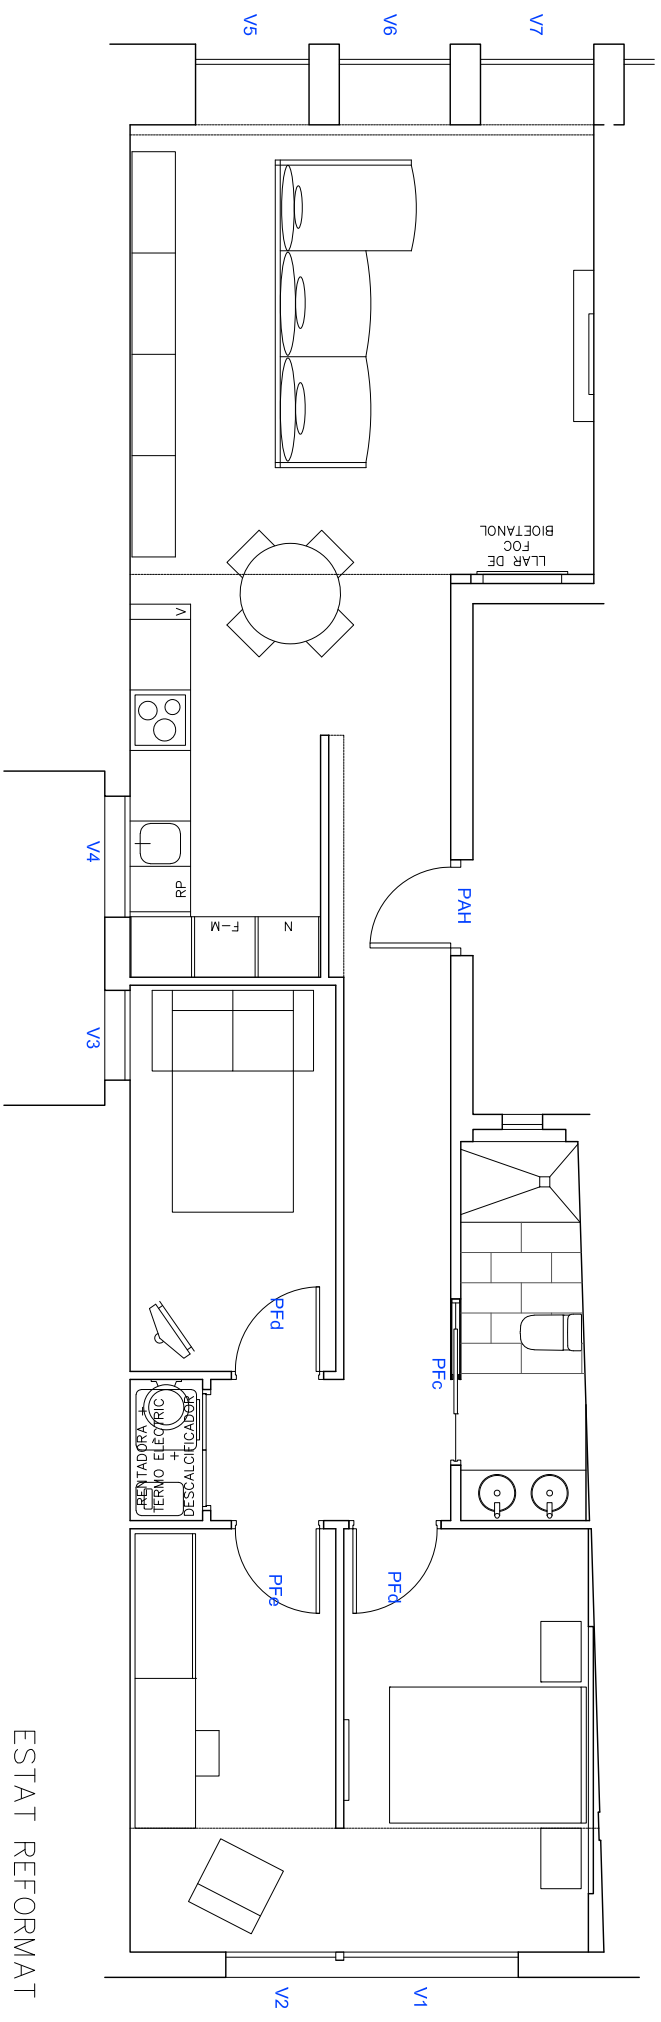 V5
V6
V7
LLAR DE
FOC
BIOETANOL
V
V4
RP
F-M
N
PAH
V3
PFd
PFc
RENTADORA +
TERMO ELÈCTRIC
+
DESCALCIFICADOR
PFe
PFd
V2
V1
ESTAT REFORMAT